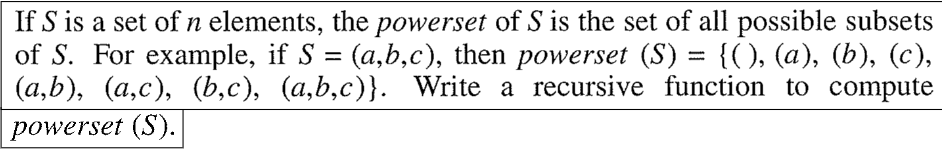 If S is a set of n elements, the powerset of S is the set of all possible subsets
of S. For example, if S = (a,b,c), then powerset (S) = {( ), (a), (b), (c),
(a,b), (a,c), (b,c), (a,b,c)}. Write a recursive function to compute
powerset (S).